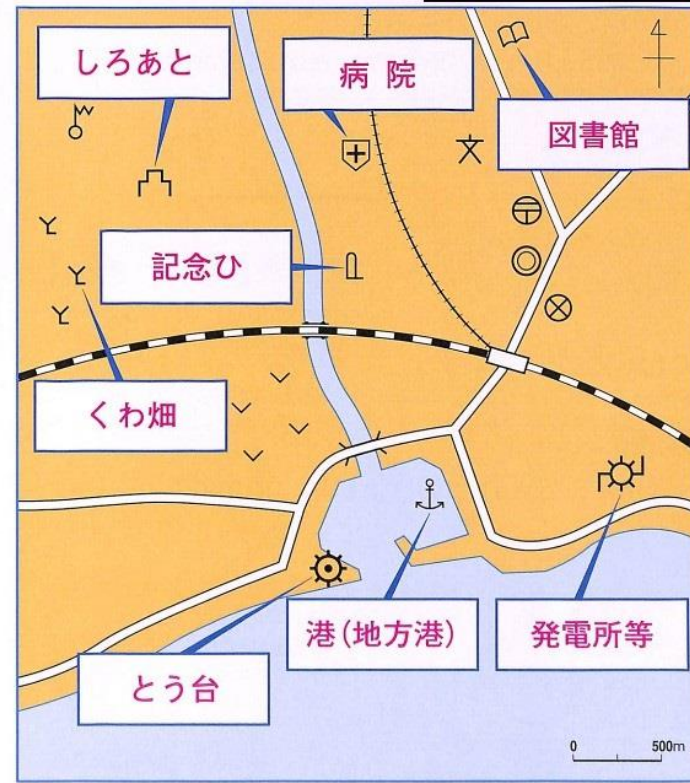 しろあと
病院
図書館
記念ひ
くわ畑
港(地方港)
発電所等
とう台
0 500m